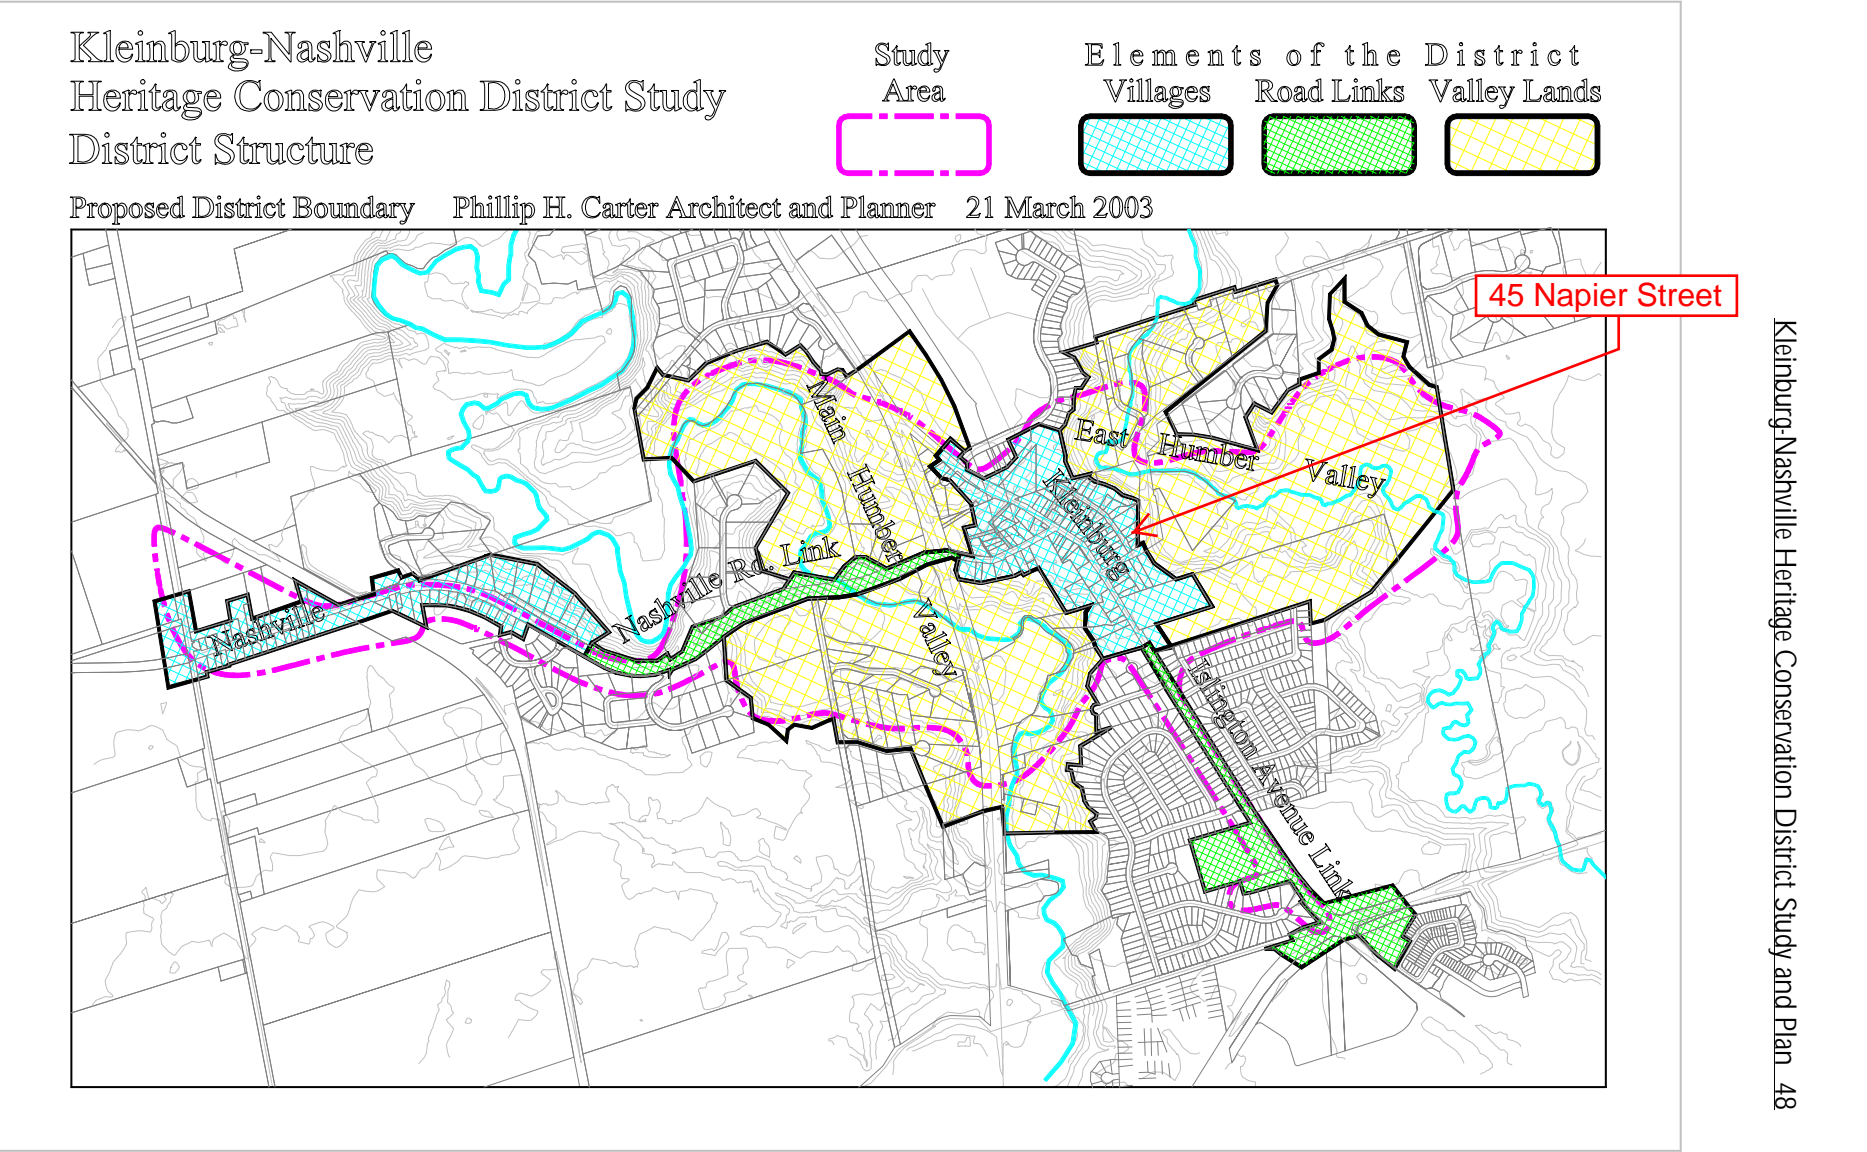 Kleinburg-Nashville
Heritage Conservation District Study
District Structure
Proposed District Boundary Phillip H. Carter Architect and Planner 21 March 2003
Study
Area
Elements of the District
Villages Road Links Valley Lands
45 Napier Street
Main
Humber
Valley
East Humber Valley
Kleinburg
Nashville Rd. Link
Nashville
Islington Avenue Link
Kleinburg-Nashville Heritage Conservation District Study and Plan 48